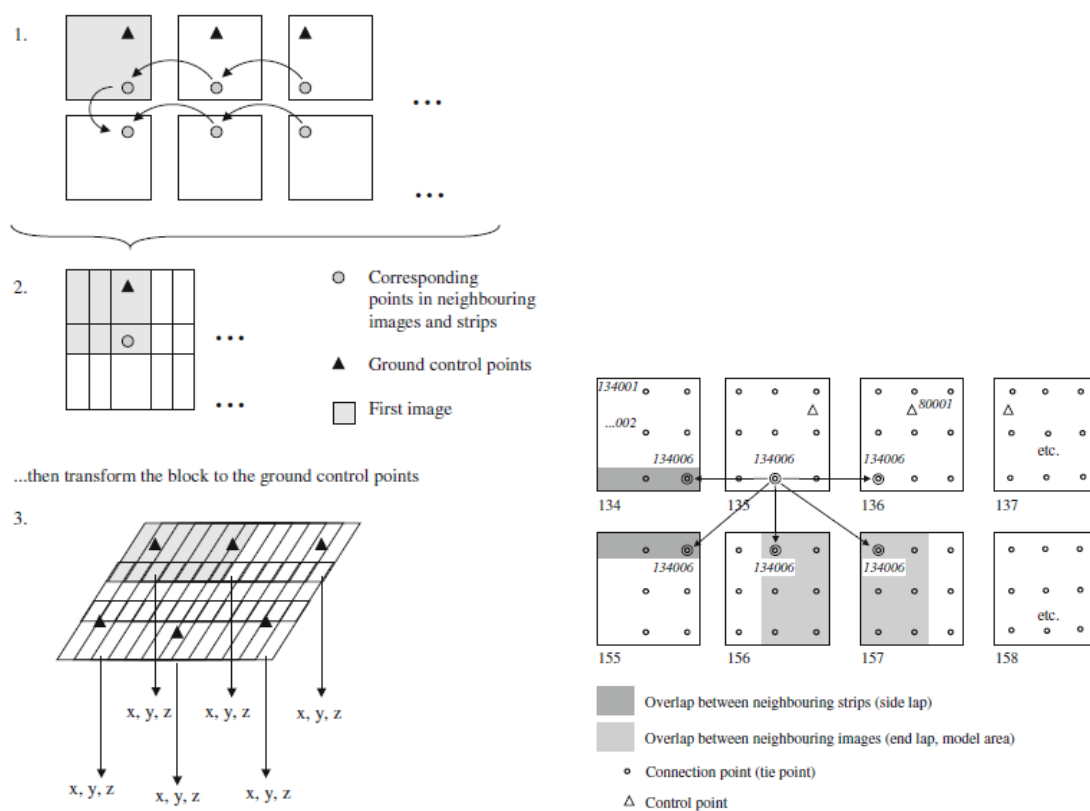 1.
...
...
2.
...
...
Corresponding
points in neighbouring
images and strips
Ground control points
First image
...then transform the block to the ground control points
3.
x, y, z
x, y, z
x, y, z
x, y, z
x, y, z
x, y, z
134001
...002
134006
134006
80001
134006
etc.
134
135
136
137
134006
134006
134006
etc.
155
156
157
158
Overlap between neighbouring strips (side lap)
Overlap between neighbouring images (end lap, model area)
Connection point (tie point)
Control point